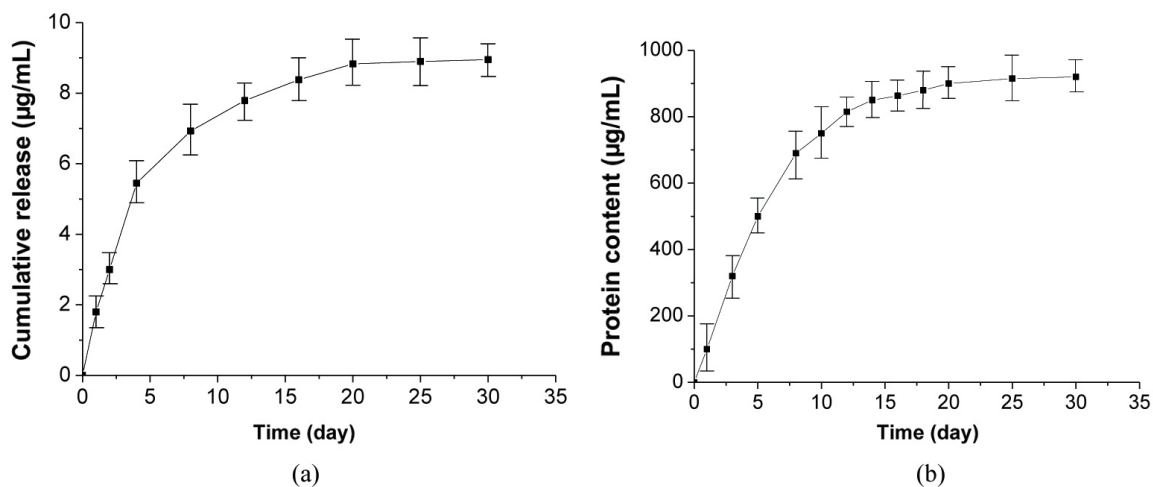 10
8
6
4
2
0
Cumulative release (µg/mL)
0 5 10 15 20 25 30 35
Time (day)
(a)
1000
800
600
400
200
0
Protein content (µg/mL)
0 5 10 15 20 25 30 35
Time (day)
(b)